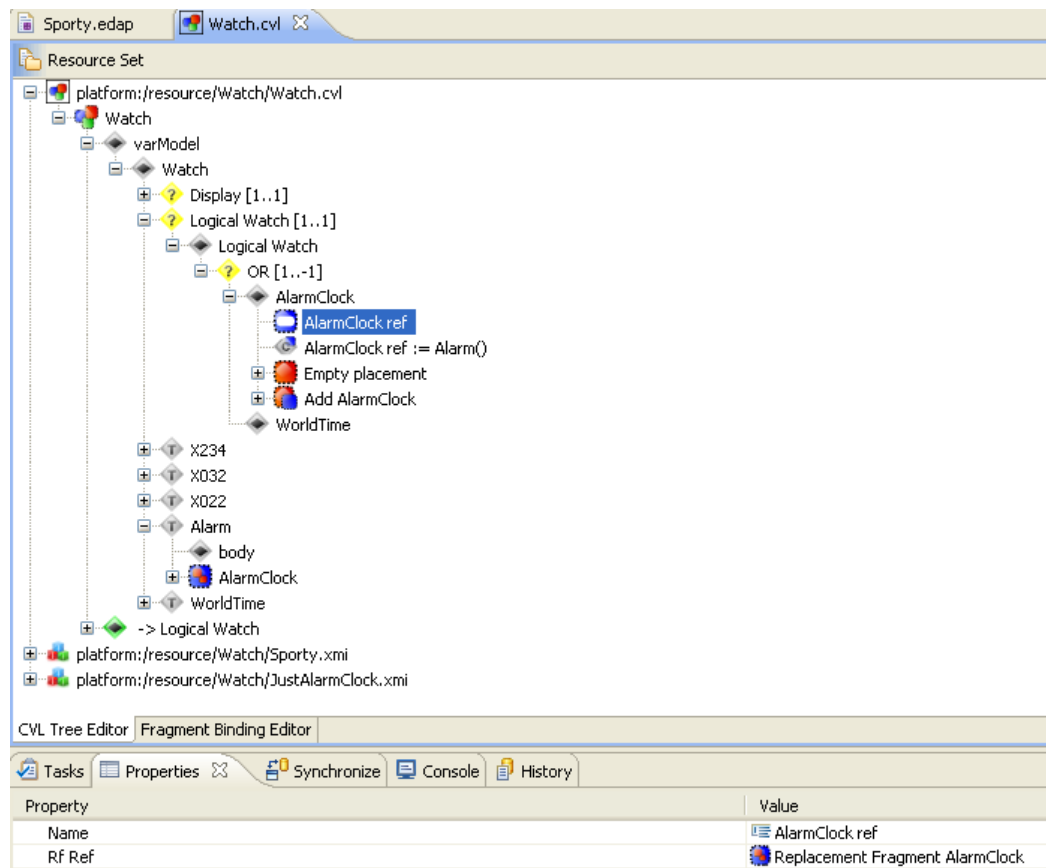 Sporty.edap Watch.cvl
Resource Set
platform:/resource/Watch/Watch.cvl
Watch
varModel
Watch
? Display [1..1]
? Logical Watch [1..1]
Logical Watch
? OR [1..-1]
AlarmClock
AlarmClock ref
C AlarmClock ref := Alarm()
Empty placement
Add AlarmClock
WorldTime
T X234
T X032
T X022
T Alarm
body
AlarmClock
T WorldTime
-> Logical Watch
platform:/resource/Watch/Sporty.xmi
platform:/resource/Watch/JustAlarmClock.xmi
CVL Tree Editor Fragment Binding Editor
Tasks Properties Synchronize Console History
Property Value
Name AlarmClock ref
Rf Ref Replacement Fragment AlarmClock